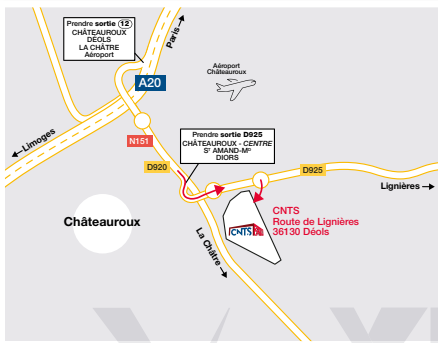 Prendre sortie 12
CHÂTEAUROUX
DÉOLS
LA CHÂTRE
Aéroport
Paris
Aéroport
Châteauroux
A20
Limoges
N151
Prendre sortie D925
CHÂTEAUROUX - CENTRE
Sᵗ AMAND-Mᴰ
DIORS
D920
D925
Lignières
CNTS
Route de Lignières
36130 Déols
CNTS
Châteauroux
La Châtre